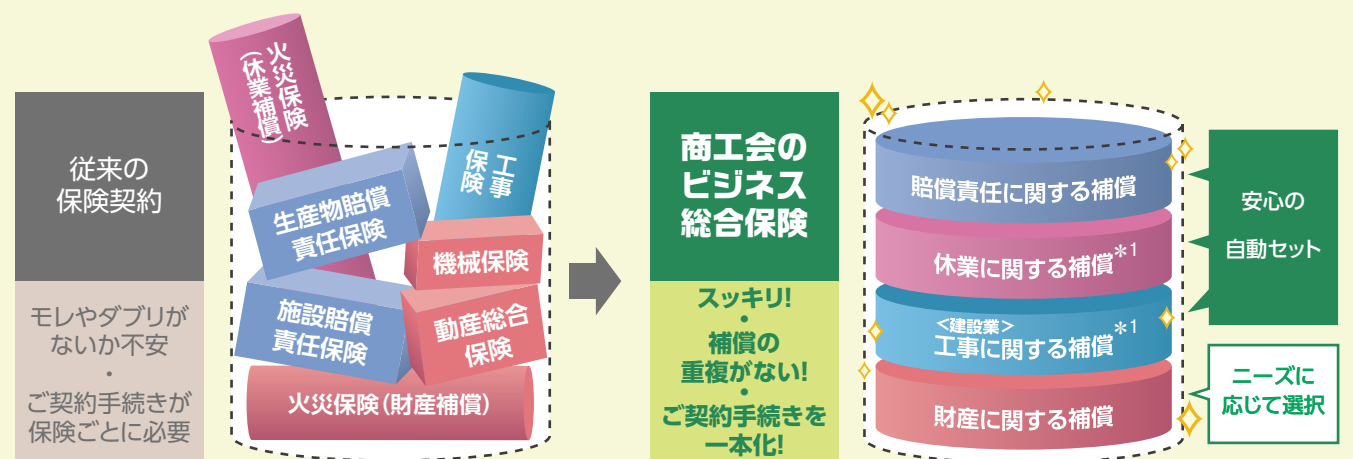 従来の
保険契約
モレやダブリが
ないか不安
・
ご契約手続きが
保険ごとに必要
火災保険
(休業補償)
工事
保険
生産物賠償
責任保険
機械保険
施設賠償
責任保険
動産総合
保険
火災保険(財産補償)
商工会の
ビジネス
総合保険
スッキリ!
・
補償の
重複がない!
・
ご契約手続きを
一本化!
賠償責任に関する補償
休業に関する補償*1
<建設業>
工事に関する補償*1
財産に関する補償
安心の
自動セット
ニーズに
応じて選択